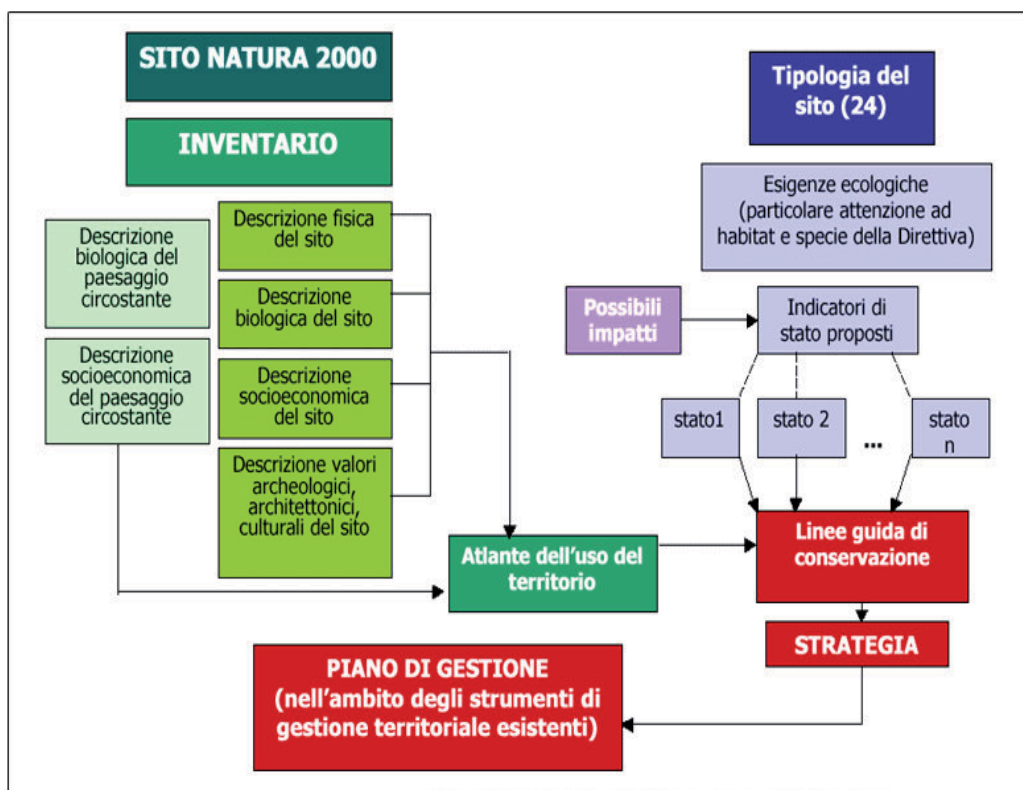 SITO NATURA 2000
INVENTARIO
Descrizione
biologica del
paesaggio
circostante
Descrizione
socioeconomica
del paesaggio
circostante
Descrizione fisica
del sito
Descrizione
biologica del sito
Descrizione
socioeconomica
del sito
Descrizione valori
archeologici,
architettonici,
culturali del sito
Atlante dell'uso del
territorio
Tipologia del
sito (24)
Esigenze ecologiche
(particolare attenzione ad
habitat e specie della Direttiva)
Possibili
impatti
Indicatori di
stato proposti
stato1
stato 2
...
stato
n
Linee guida di
conservazione
STRATEGIA
PIANO DI GESTIONE
(nell'ambito degli strumenti di
gestione territoriale esistenti)